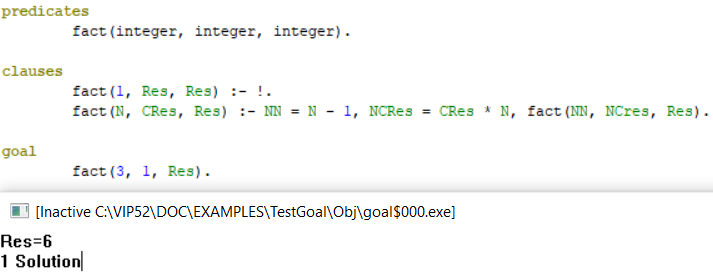 predicates
fact(integer, integer, integer).
clauses
fact(1, Res, Res) :- !.
fact(N, CRes, Res) :- NN = N - 1, NCRes = CRes * N, fact(NN, NCres, Res).
goal
fact(3, 1, Res).
[Inactive C:\VIP52\DOC\EXAMPLES\TestGoal\Obj\goal$000.exe]
Res=6
1 Solution